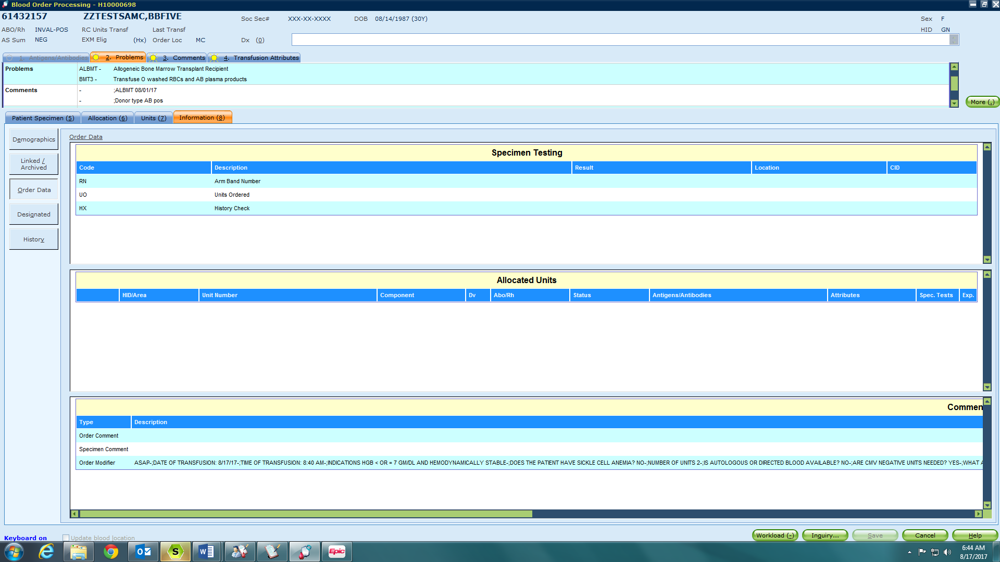 Blood Order Processing - H10000698
61432157 ZZTESTSAMC,BBFIVE Soc Sec# XXX-XX-XXXX DOB 08/14/1987 (30Y) Sex F
ABO/Rh INVAL-POS RC Units Transf Last Transf HID GN
AS Sum NEG EXM Elig (Hx) Order Loc MC Dx (0)
1. Antigens/Antibodies 2. Problems 3. Comments 4. Transfusion Attributes
Problems ALBMT - Allogeneic Bone Marrow Transplant Recipient
BMT3 - Transfuse O washed RBCs and AB plasma products
Comments - ;ALBMT 08/01/17
- ;Donor type AB pos
More (.)
Patient Specimen (5) Allocation (6) Units (7) Information (8)
Demographics
Linked / Archived
Order Data
Designated
History
Order Data
Specimen Testing
Code Description Result Location CID
RN Arm Band Number
UO Units Ordered
HX History Check
Allocated Units
HID/Area Unit Number Component Dv Abo/Rh Status Antigens/Antibodies Attributes Spec. Tests Exp.
Commen
Type Description
Order Comment
Specimen Comment
Order Modifier ASAP-;DATE OF TRANSFUSION: 8/17/17-;TIME OF TRANSFUSION: 8:40 AM-;INDICATIONS HGB < OR = 7 GM/DL AND HEMODYNAMICALLY STABLE-;DOES THE PATIENT HAVE SICKLE CELL ANEMIA? NO-;NUMBER OF UNITS 2-;IS AUTOLOGOUS OR DIRECTED BLOOD AVAILABLE? NO-;ARE CMV NEGATIVE UNITS NEEDED? YES-;WHAT A
Keyboard on Update blood location Workload (-) Inquiry... Save Cancel Help
S Epic 6:44 AM
8/17/2017